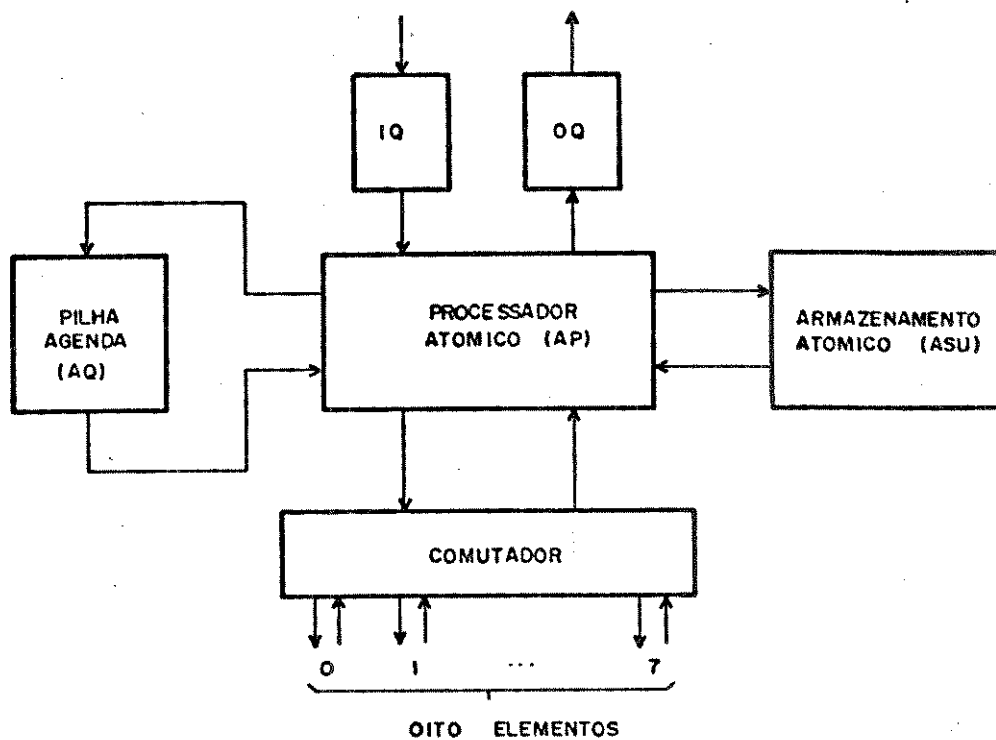 IQ
OQ
PILHA
AGENDA
(AQ)
PROCESSADOR
ATOMICO (AP)
ARMAZENAMENTO
ATOMICO (ASU)
COMUTADOR
0 1 ... 7
OITO ELEMENTOS